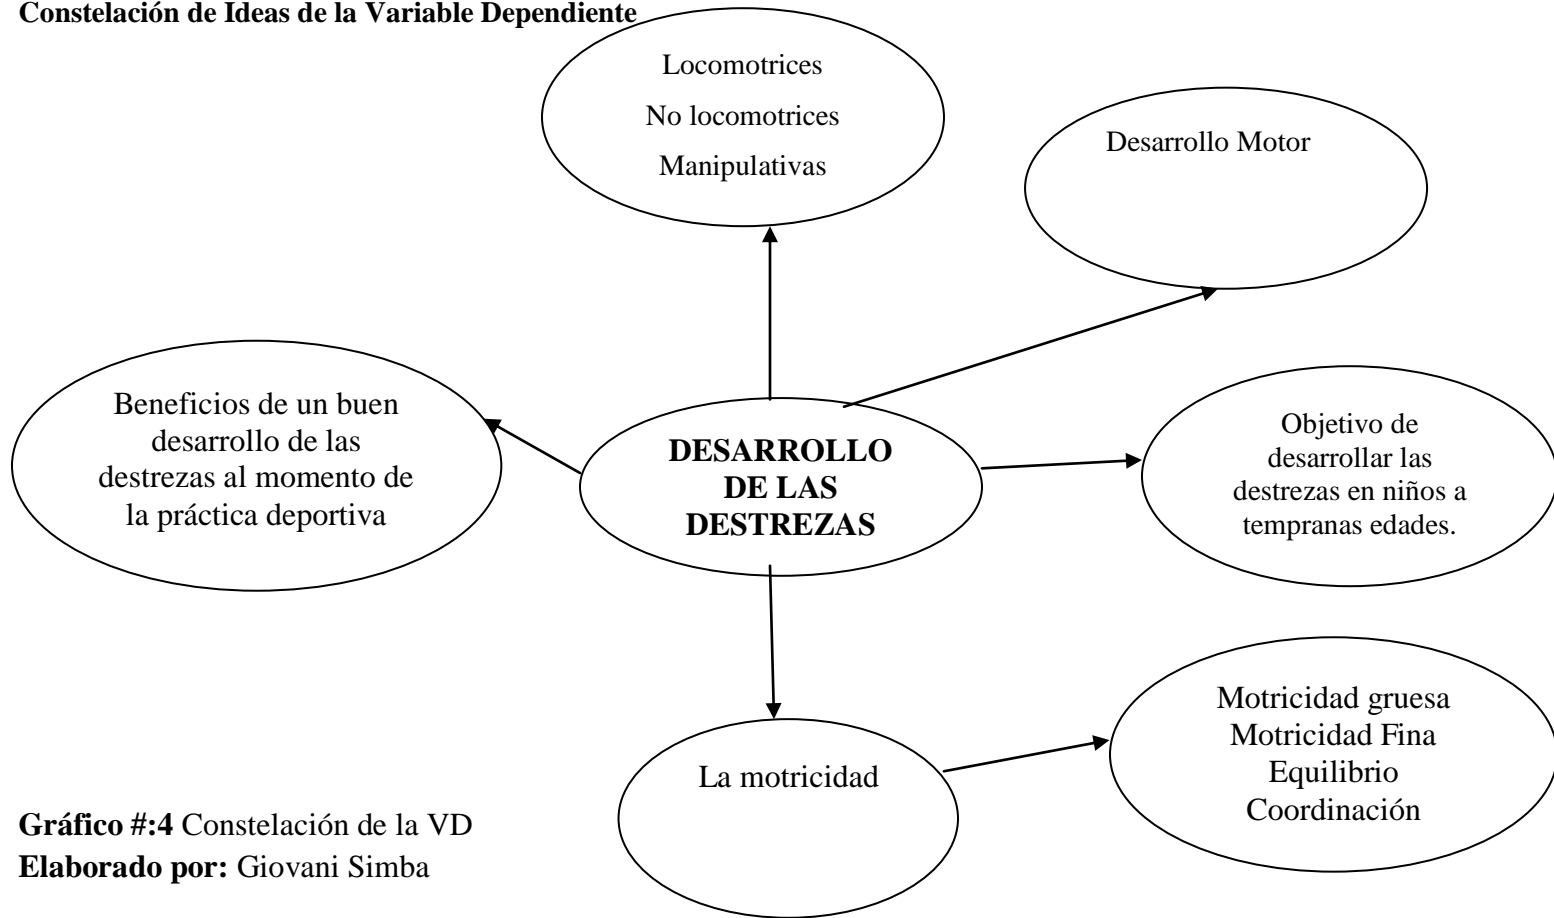 Constelación de Ideas de la Variable Dependiente
Locomotrices
No locomotrices
Manipulativas
Desarrollo Motor
Beneficios de un buen
desarrollo de las
destrezas al momento de
la práctica deportiva
DESARROLLO
DE LAS
DESTREZAS
Objetivo de
desarrollar las
destrezas en niños a
tempranas edades.
La motricidad
Motricidad gruesa
Motricidad Fina
Equilibrio
Coordinación
Gráfico #:4 Constelación de la VD
Elaborado por: Giovani Simba